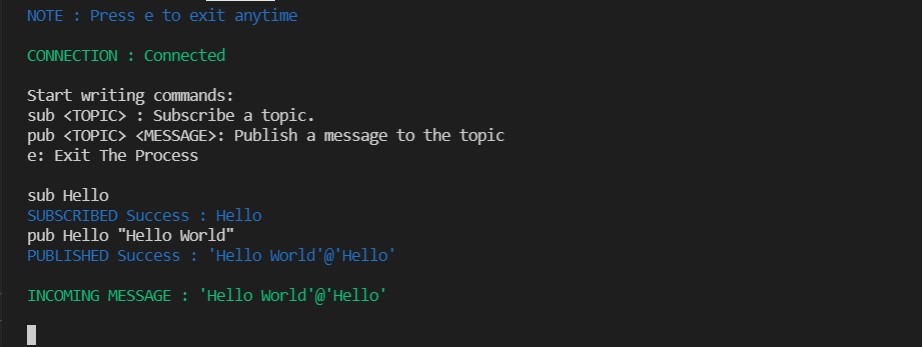 NOTE : Press e to exit anytime
CONNECTION : Connected
Start writing commands:
sub <TOPIC> : Subscribe a topic.
pub <TOPIC> <MESSAGE>: Publish a message to the topic
e: Exit The Process
sub Hello
SUBSCRIBED Success : Hello
pub Hello "Hello World"
PUBLISHED Success : 'Hello World'@'Hello'
INCOMING MESSAGE : 'Hello World'@'Hello'